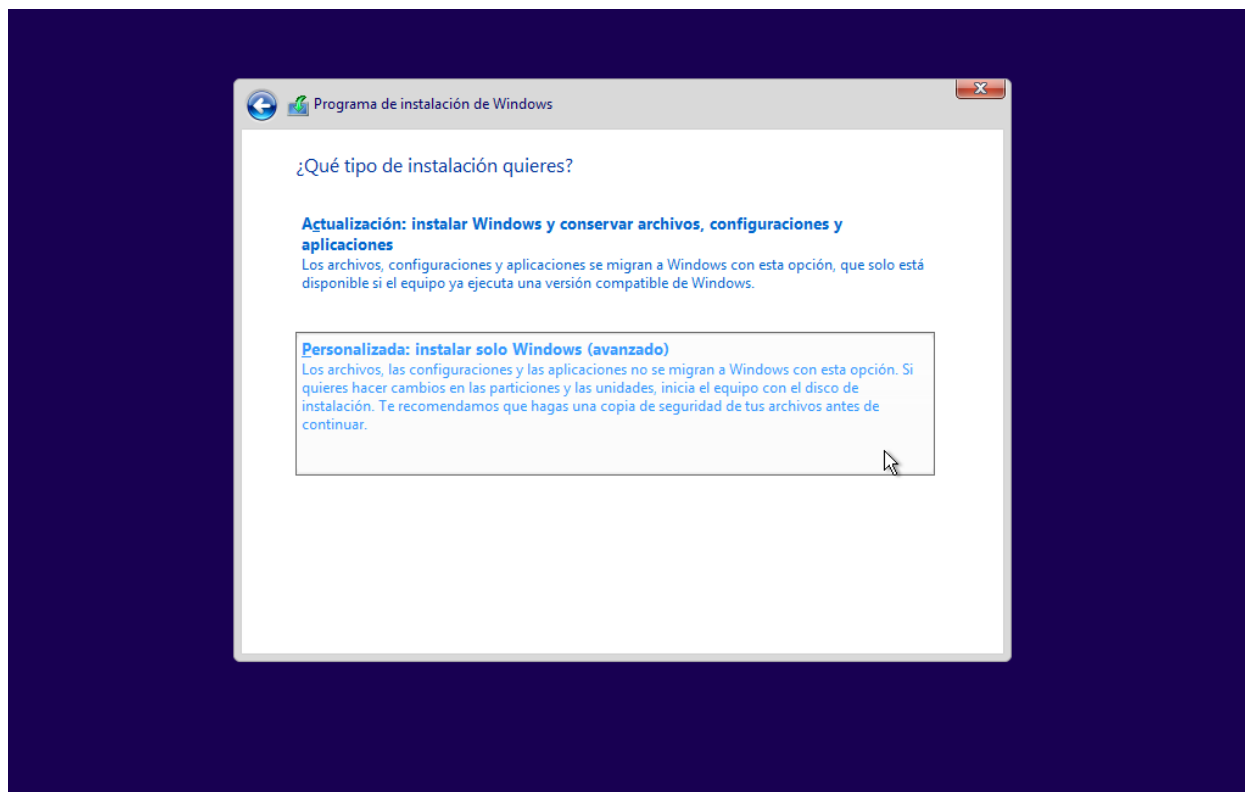 Programa de instalación de Windows
¿Qué tipo de instalación quieres?
Actualización: instalar Windows y conservar archivos, configuraciones y
aplicaciones
Los archivos, configuraciones y aplicaciones se migran a Windows con esta opción, que solo está
disponible si el equipo ya ejecuta una versión compatible de Windows.
Personalizada: instalar solo Windows (avanzado)
Los archivos, las configuraciones y las aplicaciones no se migran a Windows con esta opción. Si
quieres hacer cambios en las particiones y las unidades, inicia el equipo con el disco de
instalación. Te recomendamos que hagas una copia de seguridad de tus archivos antes de
continuar.